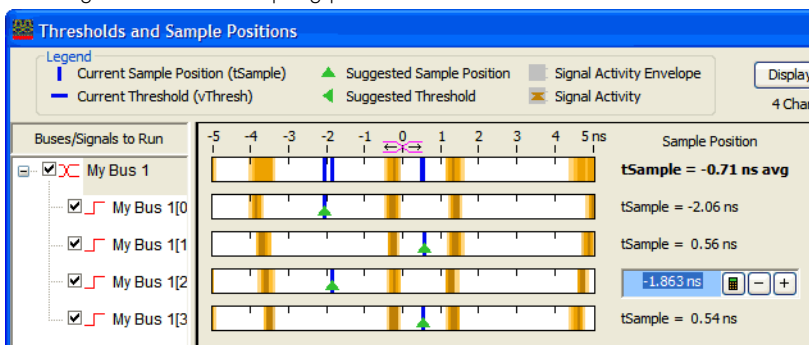 Thresholds and Sample Positions
Legend
Current Sample Position (tSample)
Suggested Sample Position
Signal Activity Envelope
Current Threshold (vThresh)
Suggested Threshold
Signal Activity
Display
4 Char
Buses/Signals to Run
-5 -4 -3 -2 -1 0 1 2 3 4 5 ns
Sample Position
My Bus 1
tSample = -0.71 ns avg
My Bus 1[0
tSample = -2.06 ns
My Bus 1[1
tSample = 0.56 ns
My Bus 1[2
-1.863 ns
My Bus 1[3
tSample = 0.54 ns